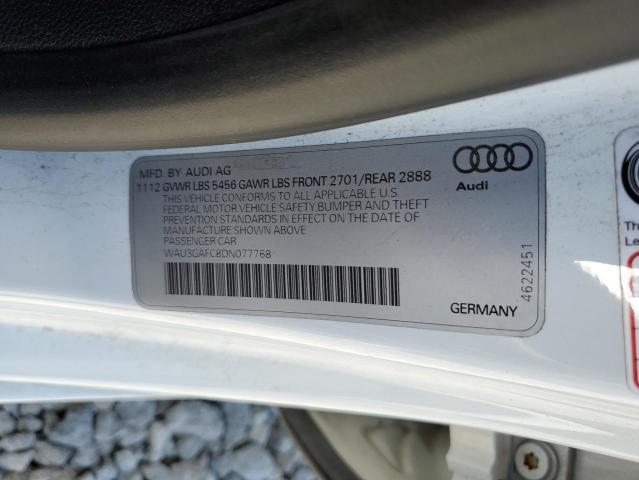 MFD. BY AUDI AG
1112 GVWR LBS 5456 GAWR LBS FRONT 2701/REAR 2888
THIS VEHICLE CONFORMS TO ALL APPLICABLE U.S.
FEDERAL MOTOR VEHICLE SAFETY BUMPER AND THEFT
PREVENTION STANDARDS IN EFFECT ON THE DATE OF
MANUFACTURE SHOWN ABOVE
PASSENGER CAR
WAU3GAFC8DN077768
Audi
GERMANY
4622451
Th
Le